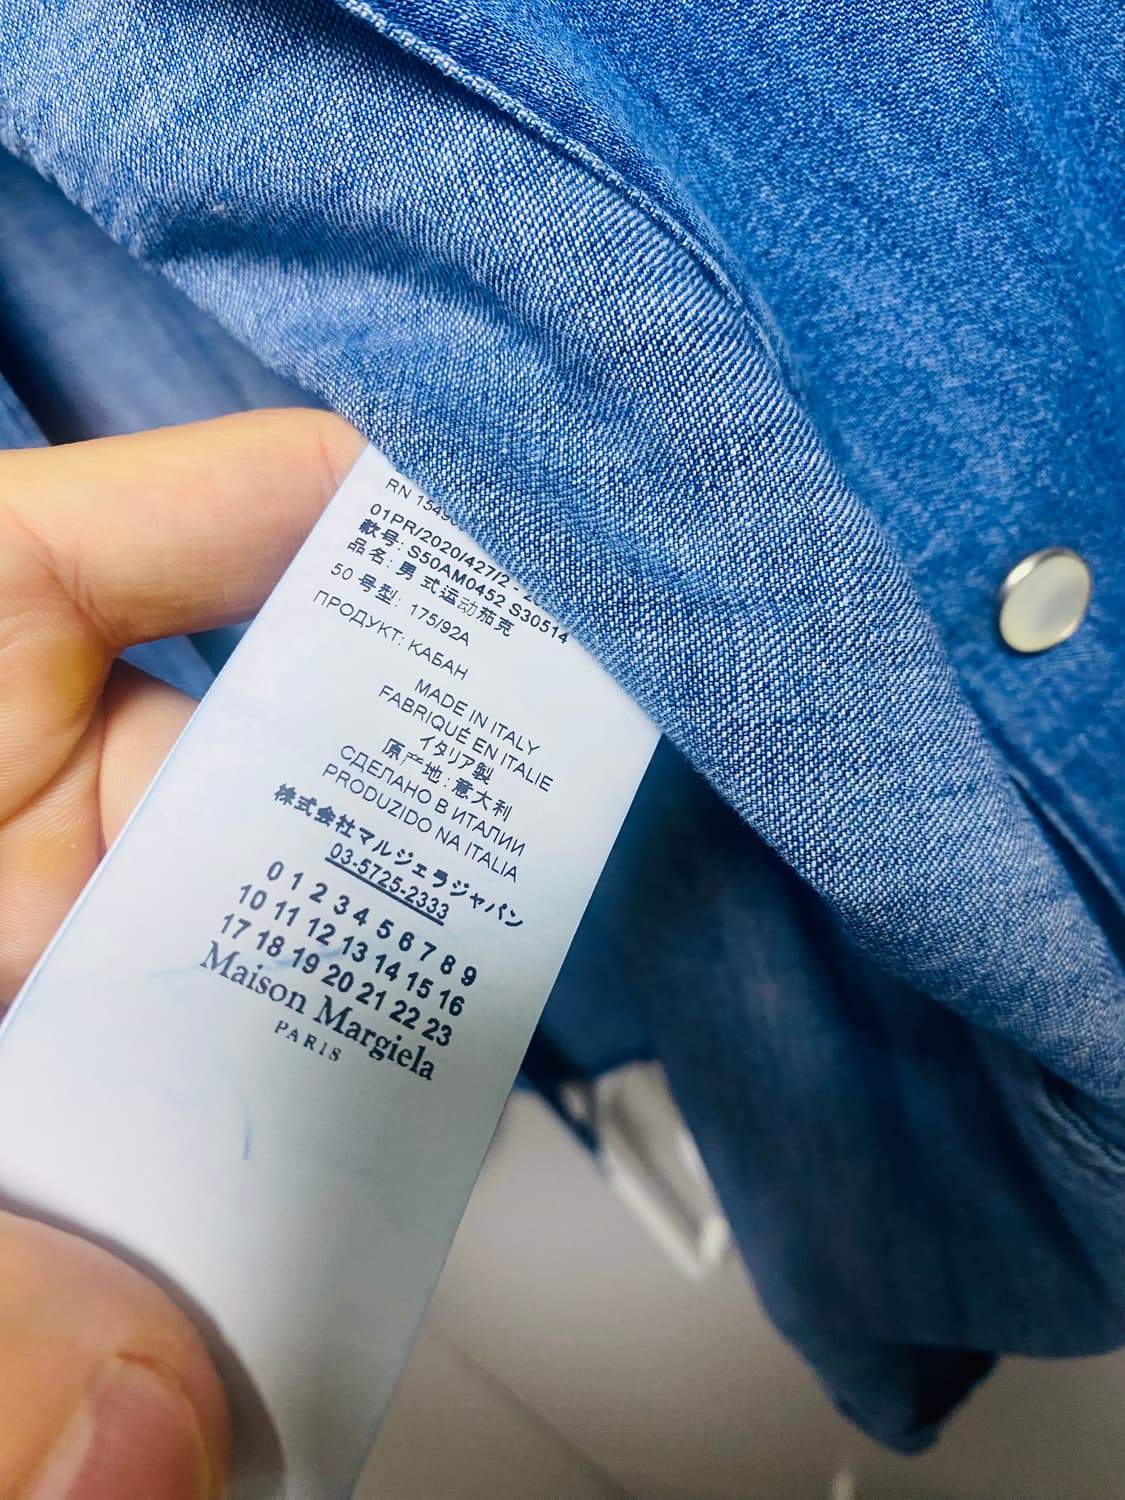 RN
01PR/2020/427/2
款号: S50AM0452 S30514
品名: 男 式运动茄克
50 号型: 175/92A
ПРОДУКТ: КАБАН
MADE IN ITALY
FABRIQUÉ EN ITALIE
イタリア製
原产地: 意大利
СДЕЛАНО В ИТАЛИИ
PRODUZIDO NA ITALIA
株式会社マルジェラジャパン
03-5725-2333
0 1 2 3 4 5 6 7 8 9
10 11 12 13 14 15 16
17 18 19 20 21 22 23
Maison Margiela
PARIS